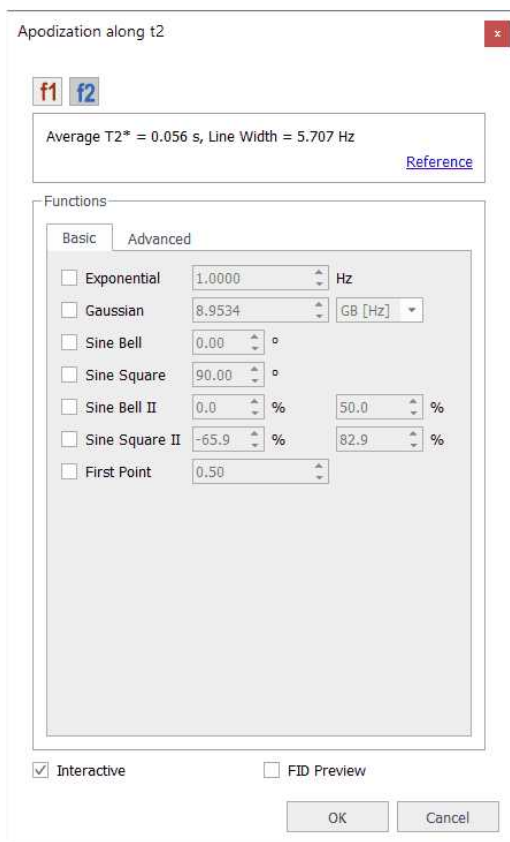 Apodization along t2
x
f1 f2
Average T2* = 0.056 s, Line Width = 5.707 Hz
Reference
Functions
Basic Advanced
Exponential 1.0000 Hz
Gaussian 8.9534 GB [Hz]
Sine Bell 0.00 °
Sine Square 90.00 °
Sine Bell II 0.0 % 50.0 %
Sine Square II -65.9 % 82.9 %
First Point 0.50
Interactive FID Preview
OK Cancel